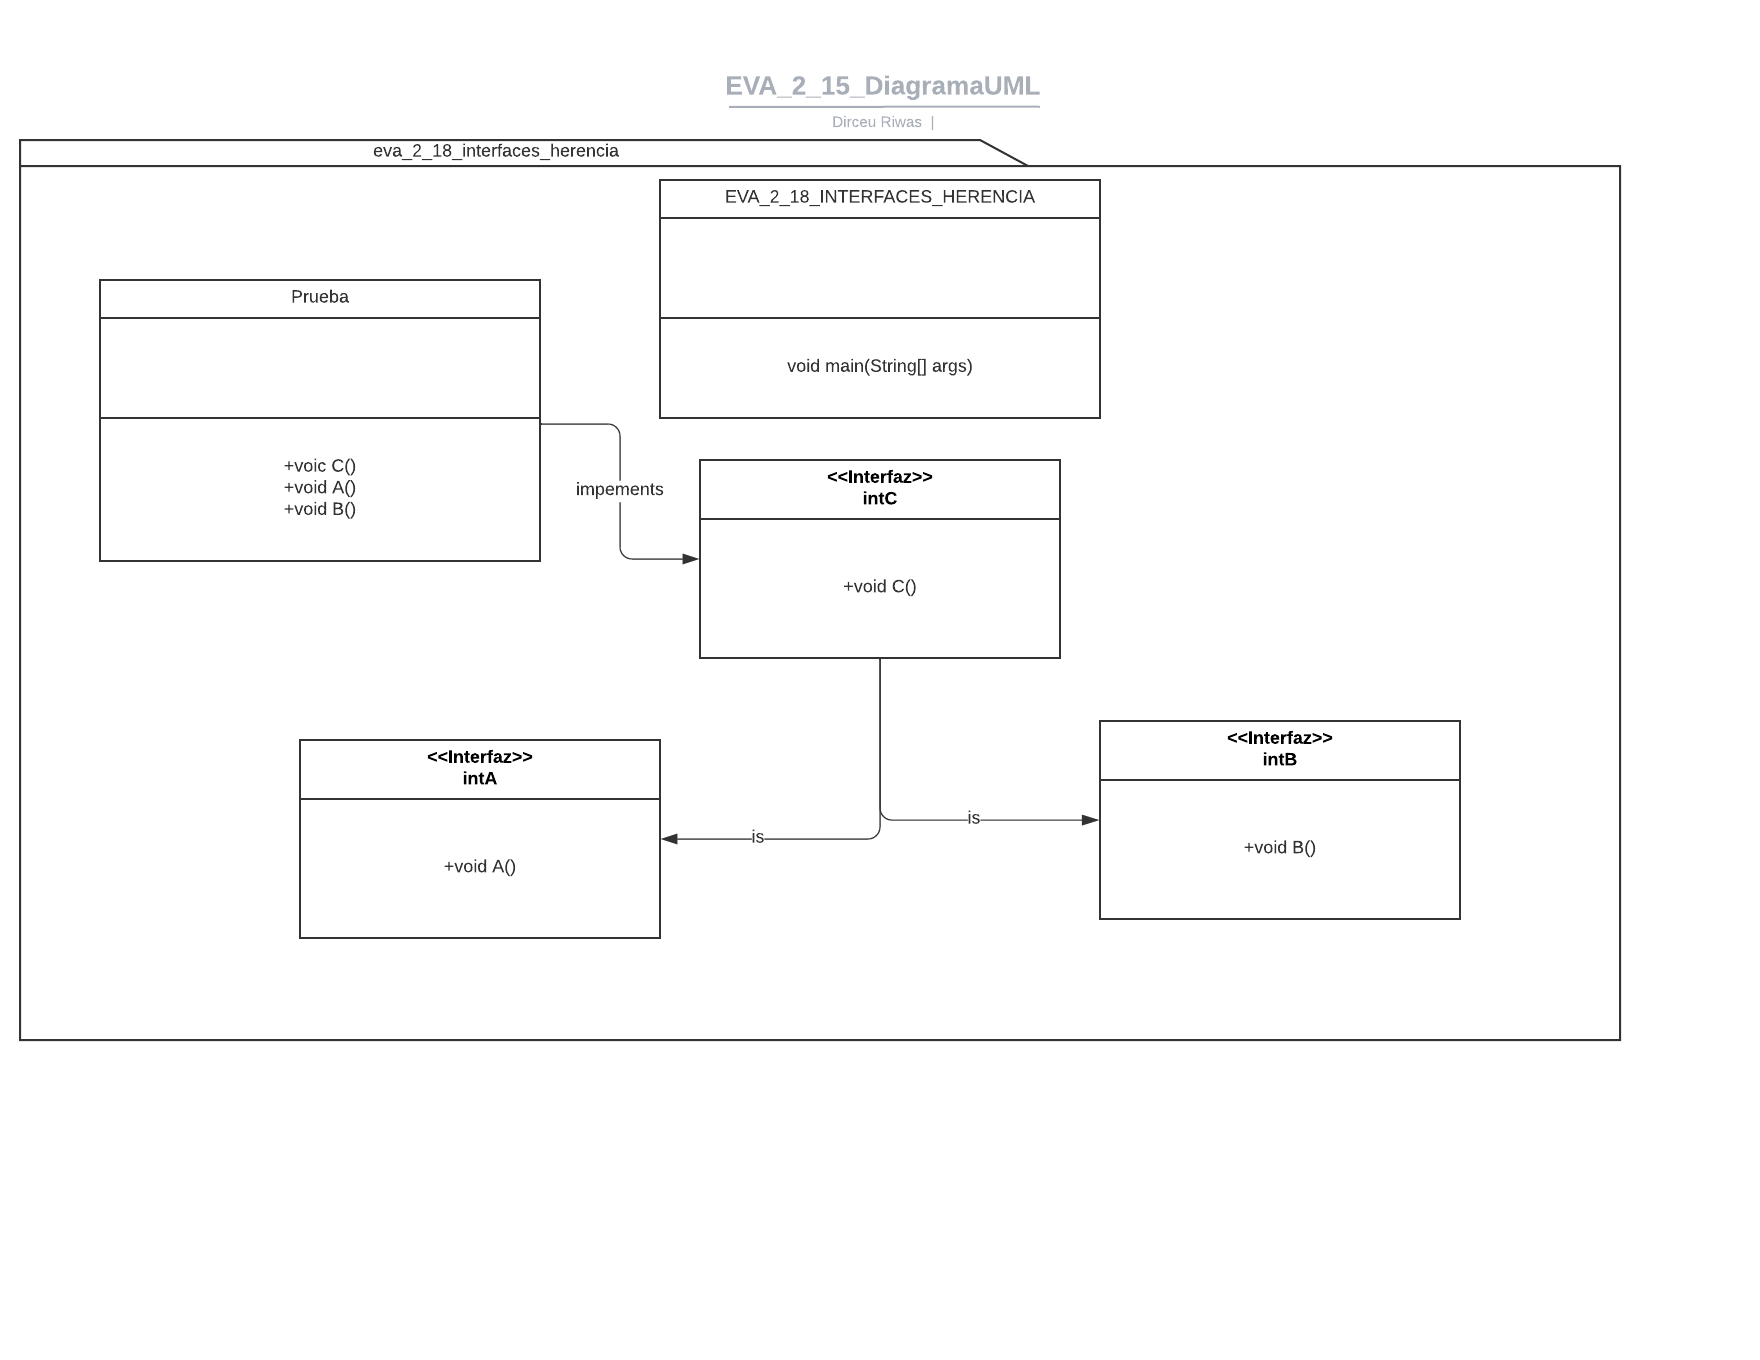 EVA_2_15_DiagramaUML
Dirceu Riwas |
eva_2_18_interfaces_herencia
EVA_2_18_INTERFACES_HERENCIA
void main(String[] args)
Prueba
+voic C()
+void A()
+void B()
impements
<<Interfaz>>
intC
+void C()
<<Interfaz>>
intA
+void A()
is
is
<<Interfaz>>
intB
+void B()